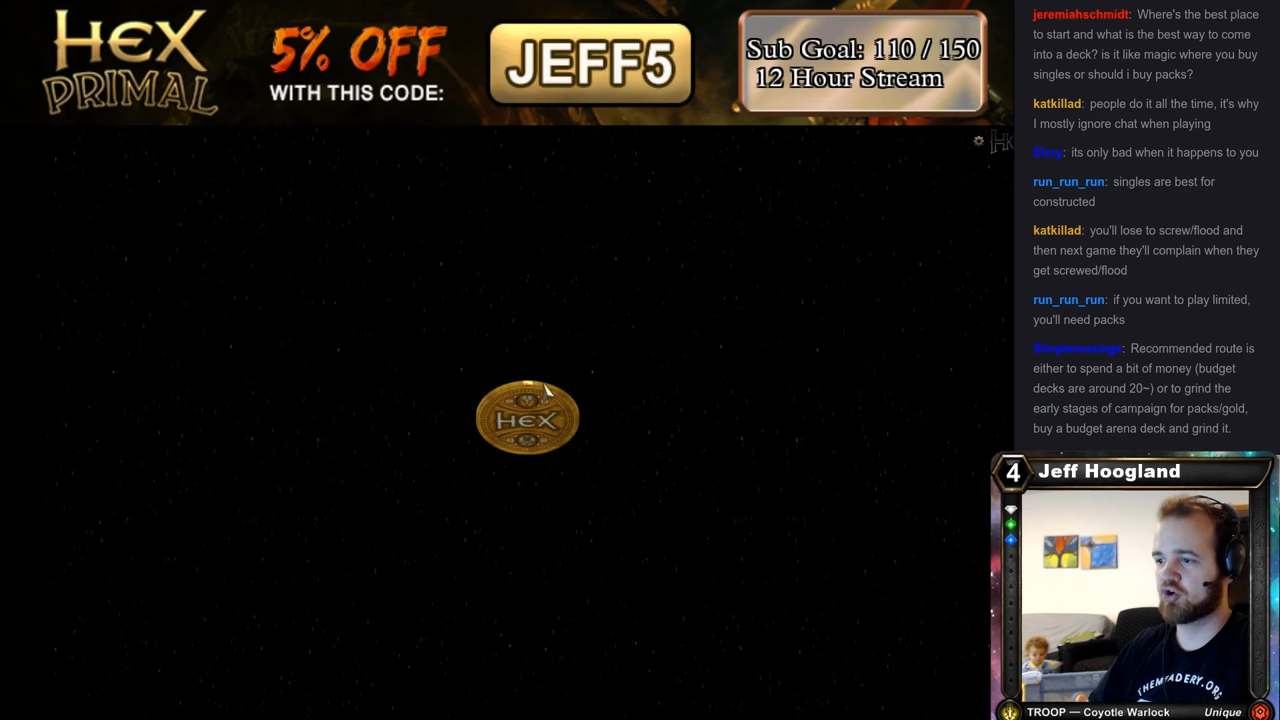 HEX
PRIMAL
5% OFF
WITH THIS CODE:
JEFF5
Sub Goal: 110 / 150
12 Hour Stream
HEX
jeremiahschmidt: Where's the best place
to start and what is the best way to come
into a deck? is it like magic where you buy
singles or should i buy packs?
katkillad: people do it all the time, it's why
I mostly ignore chat when playing
its only bad when it happens to you
run_run_run: singles are best for
constructed
katkillad: you'll lose to screw/flood and
then next game they'll complain when they
get screwed/flood
run_run_run: if you want to play limited,
you'll need packs
Recommended route is
either to spend a bit of money (budget
decks are around 20~) or to grind the
early stages of campaign for packs/gold,
buy a budget arena deck and grind it.
4 Jeff Hoogland
TROOP — Coyotle Warlock Unique